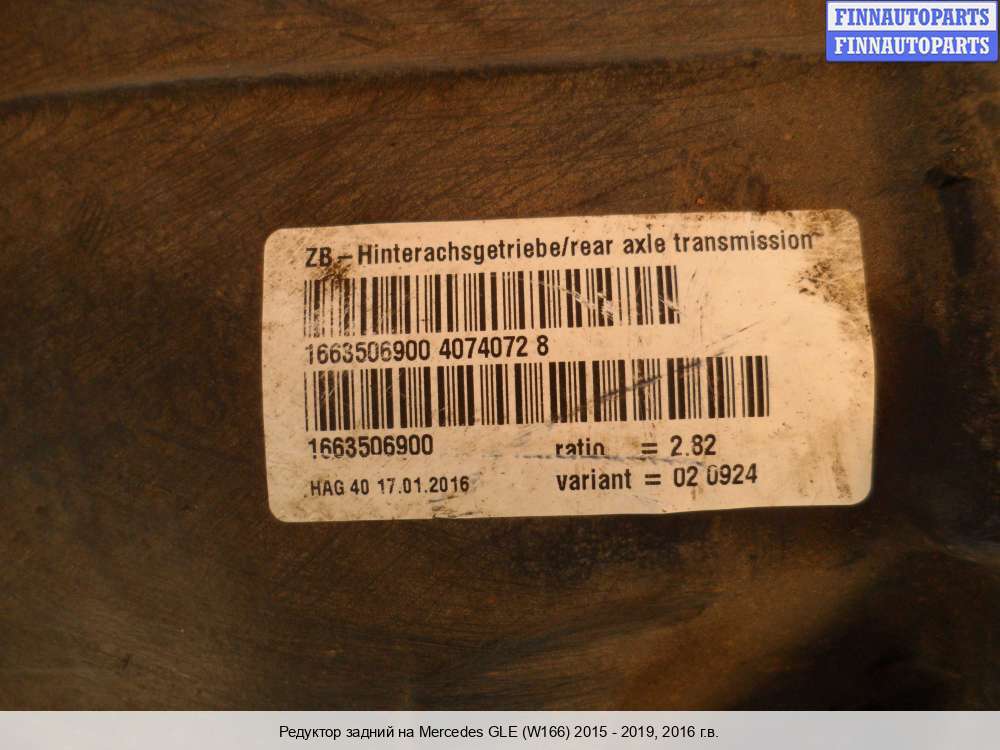 FINNAUTOPARTS
FINNAUTOPARTS
ZB-Hinterachsgetriebe/rear axle transmission
1663506900 4074072 8
1663506900 ratio = 2.82
HAG 40 17.01.2016 variant = 02 0924
Редуктор задний на Mercedes GLE (W166) 2015 - 2019, 2016 г.в.